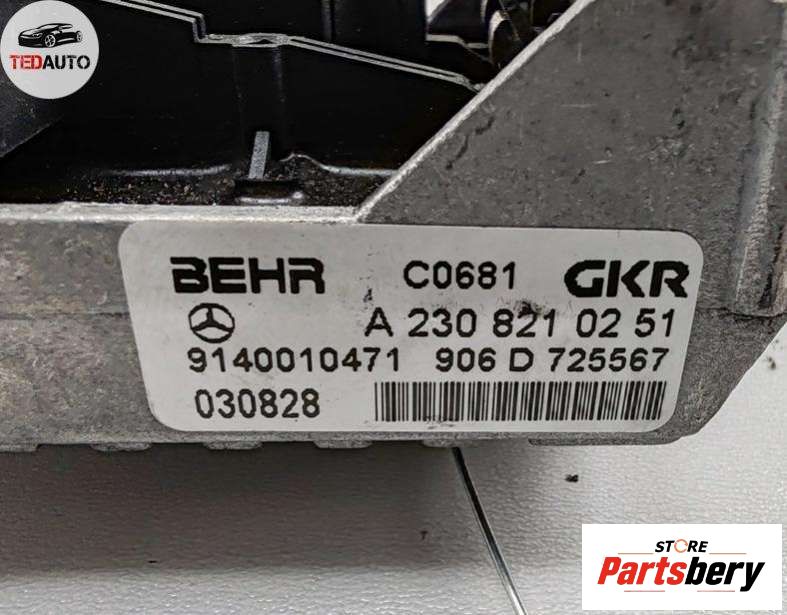 TEDAUTO
BEHR C0681 GKR
A 230 821 02 51
9140010471 906 D 725567
030828
STORE
Partsbery